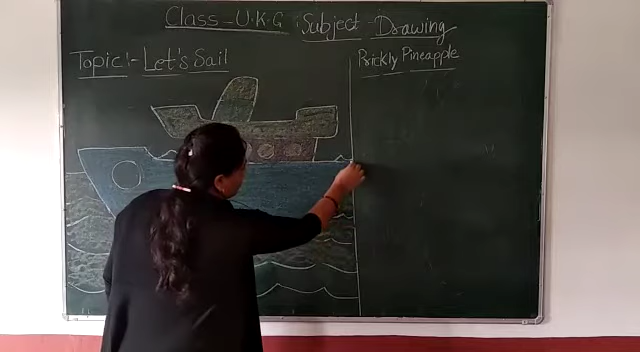 Class - U.K.G Subject - Drawing
Topic:- Let's Sail
Prickly Pineapple